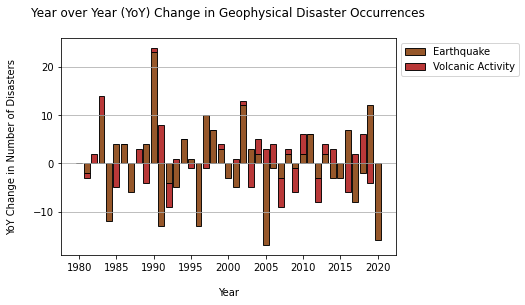 Year over Year (YoY) Change in Geophysical Disaster Occurrences
Earthquake
Volcanic Activity
YoY Change in Number of Disasters
20
10
0
−10
1980 1985 1990 1995 2000 2005 2010 2015 2020
Year